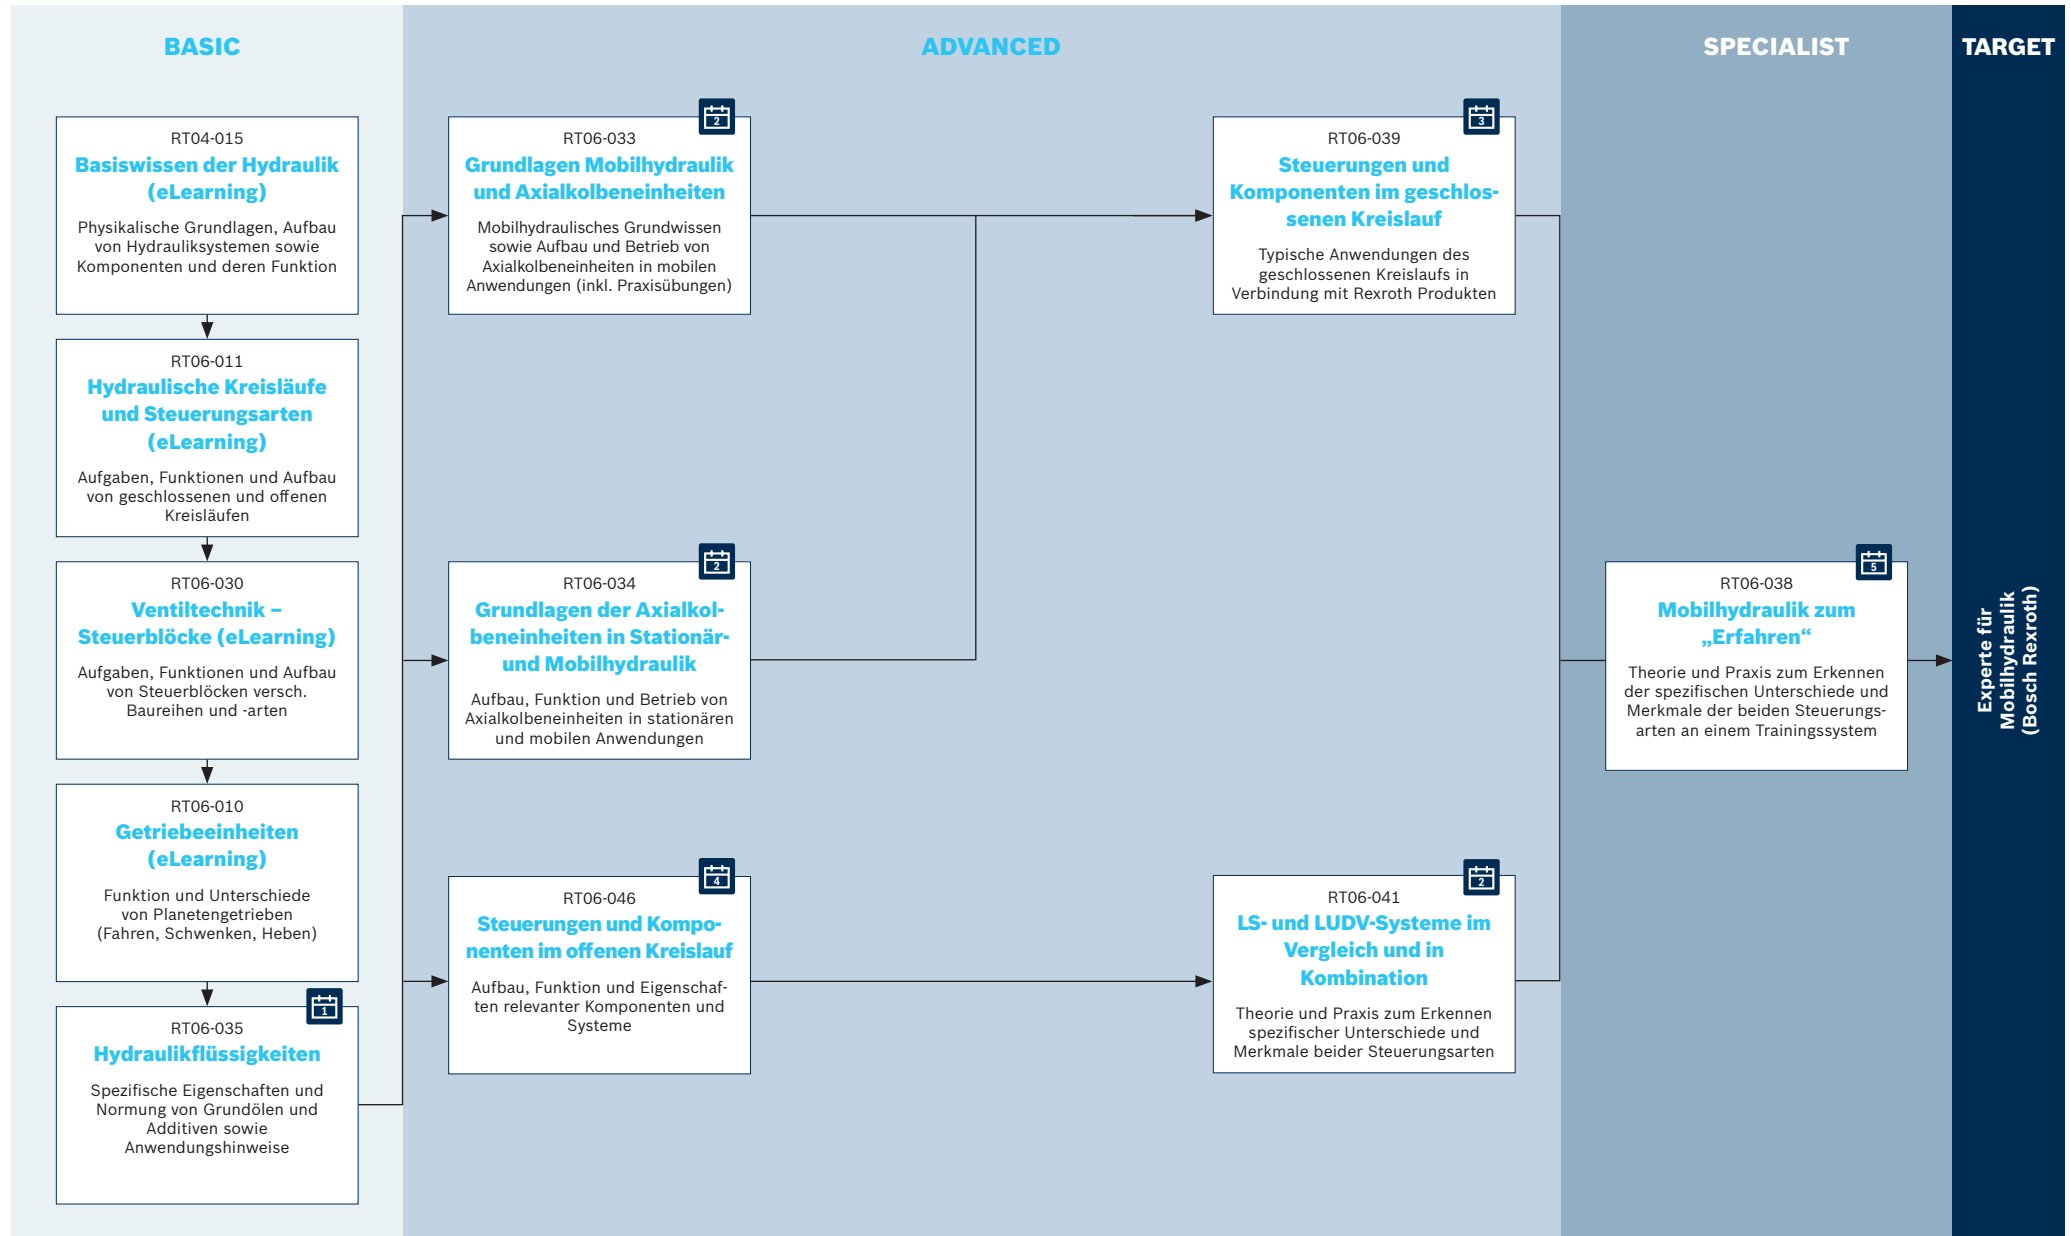 BASIC
RT04-015
Basiswissen der Hydraulik
(eLearning)
Physikalische Grundlagen, Aufbau
von Hydrauliksystemen sowie
Komponenten und deren Funktion
RT06-011
Hydraulische Kreisläufe
und Steuerungsarten
(eLearning)
Aufgaben, Funktionen und Aufbau
von geschlossenen und offenen
Kreisläufen
RT06-030
Ventiltechnik –
Steuerblöcke (eLearning)
Aufgaben, Funktionen und Aufbau
von Steuerblöcken versch.
Baureihen und -arten
RT06-010
Getriebeeinheiten
(eLearning)
Funktion und Unterschiede
von Planetengetrieben
(Fahren, Schwenken, Heben)
1
RT06-035
Hydraulikflüssigkeiten
Spezifische Eigenschaften und
Normung von Grundölen und
Additiven sowie
Anwendungshinweise
ADVANCED
2
RT06-033
Grundlagen Mobilhydraulik
und Axialkolbeneinheiten
Mobilhydraulisches Grundwissen
sowie Aufbau und Betrieb von
Axialkolbeneinheiten in mobilen
Anwendungen (inkl. Praxisübungen)
2
RT06-034
Grundlagen der Axialkol-
beneinheiten in Stationär-
und Mobilhydraulik
Aufbau, Funktion und Betrieb von
Axialkolbeneinheiten in stationären
und mobilen Anwendungen
4
RT06-046
Steuerungen und Kompo-
nenten im offenen Kreislauf
Aufbau, Funktion und Eigenschaf-
ten relevanter Komponenten und
Systeme
3
RT06-039
Steuerungen und
Komponenten im geschlos-
senen Kreislauf
Typische Anwendungen des
geschlossenen Kreislaufs in
Verbindung mit Rexroth Produkten
2
RT06-041
LS- und LUDV-Systeme im
Vergleich und in
Kombination
Theorie und Praxis zum Erkennen
spezifischer Unterschiede und
Merkmale beider Steuerungsarten
SPECIALIST
5
RT06-038
Mobilhydraulik zum
„Erfahren“
Theorie und Praxis zum Erkennen
der spezifischen Unterschiede und
Merkmale der beiden Steuerungs-
arten an einem Trainingssystem
TARGET
Experte für
Mobilhydraulik
(Bosch Rexroth)